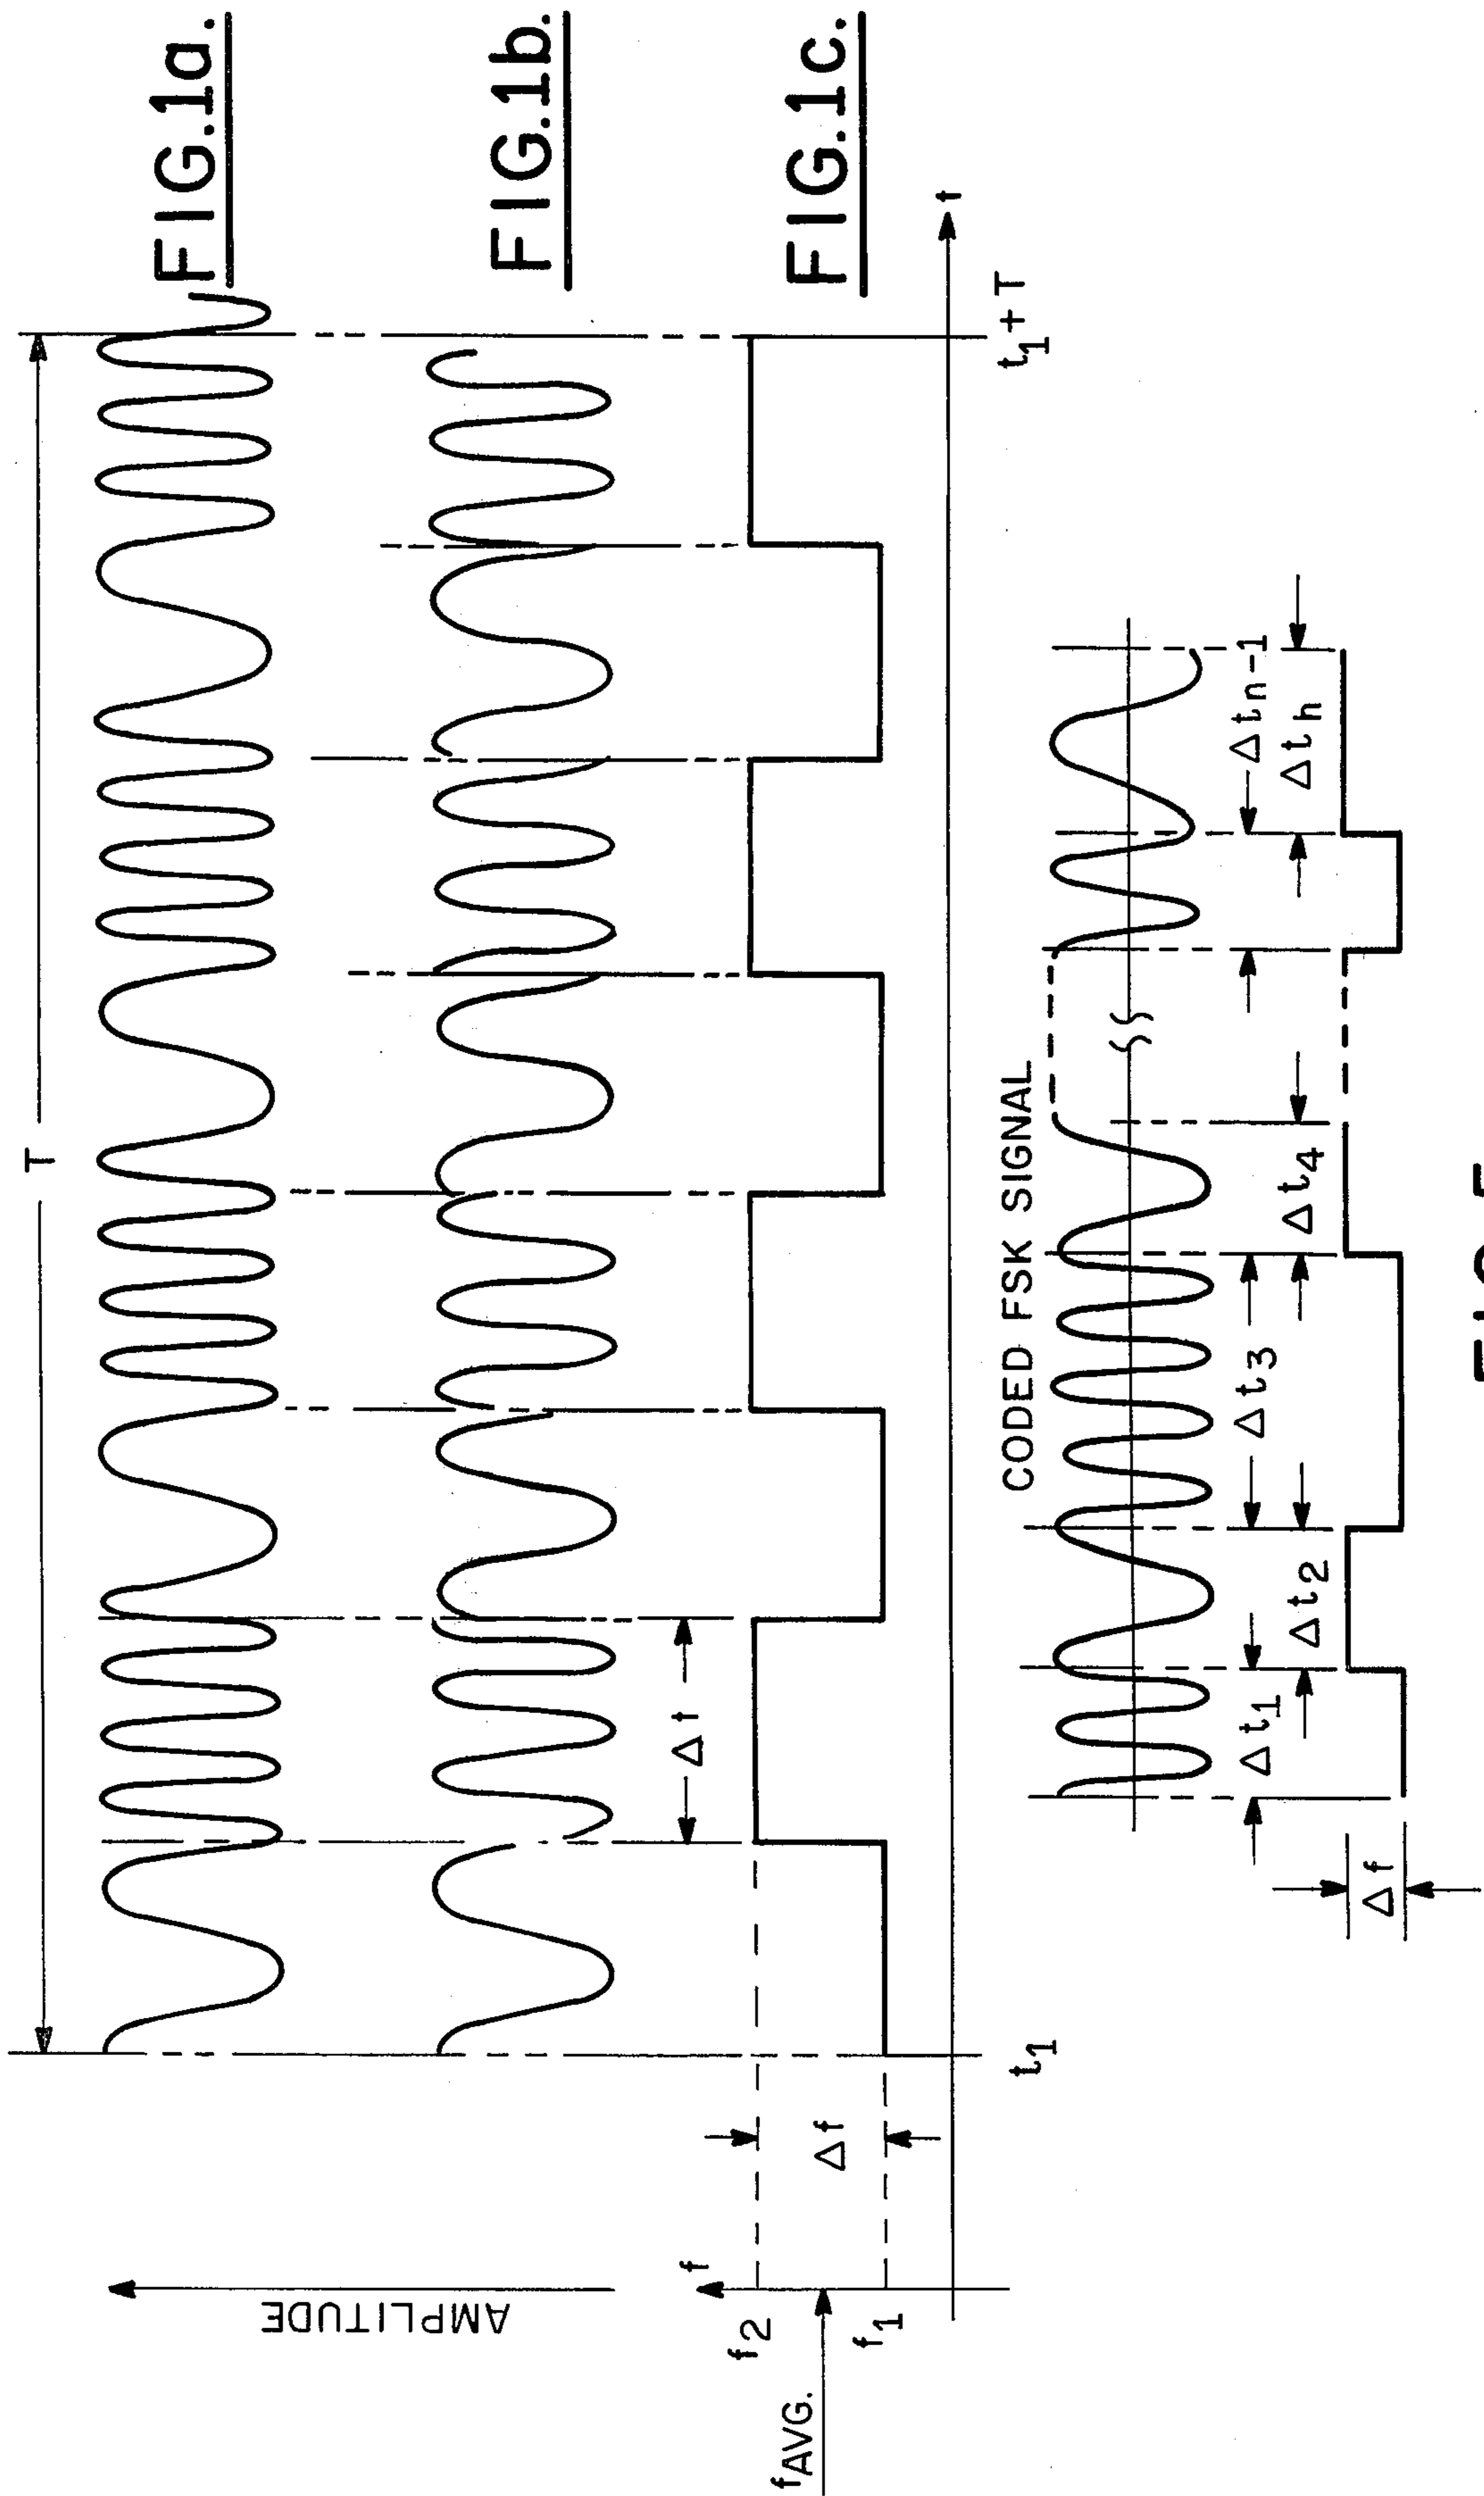 FIG.1a.
T
FIG.1b.
AMPLITUDE
FIG.1c.
Δt
f
f2
fAVG.
Δf
f1
t
t1
t1+T
CODED FSK SIGNAL
Δt1
Δt2
Δt3
Δt4
Δtn-1
Δth
Δf